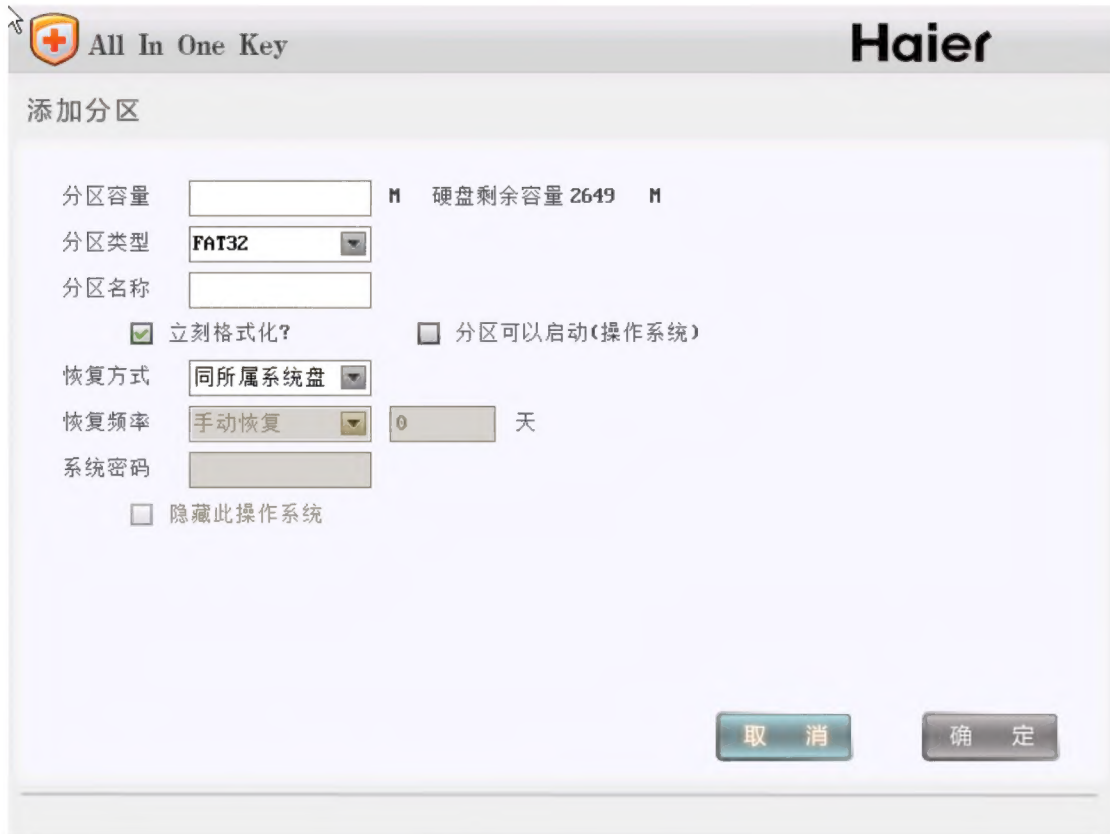 All In One Key Haier
添加分区
分区容量 M 硬盘剩余容量 2649 M
分区类型 FAT32
分区名称
立刻格式化? 分区可以启动(操作系统)
恢复方式 同所属系统盘
恢复频率 手动恢复 0 天
系统密码
隐藏此操作系统
取 消 确 定